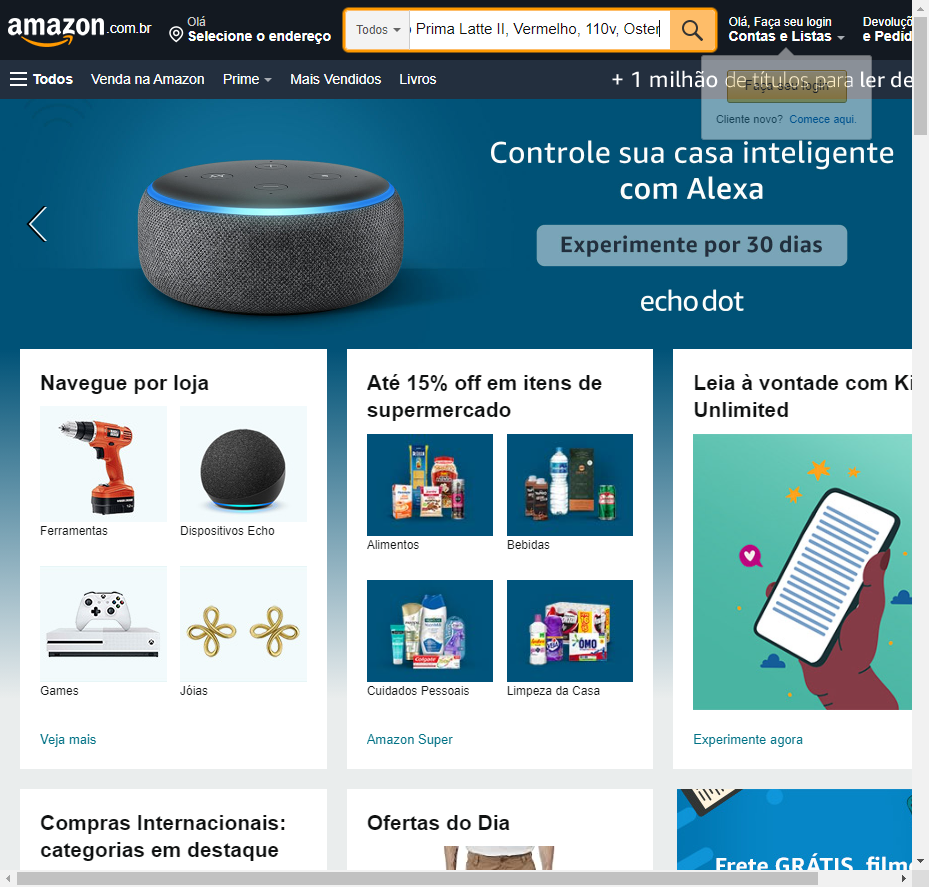 amazon.com.br
Olá
Selecione o endereço
Todos
Prima Latte II, Vermelho, 110v, Oster
Olá, Faça seu login
Contas e Listas
Devoluçõ
e Pedid
Todos
Venda na Amazon
Prime
Mais Vendidos
Livros
+ 1 milhão de títulos para ler de
Faça seu login
Cliente novo? Comece aqui.
Controle sua casa inteligente
com Alexa
Experimente por 30 dias
echo dot
Navegue por loja
Ferramentas
Dispositivos Echo
Games
Jóias
Veja mais
Até 15% off em itens de
supermercado
Alimentos
Bebidas
Cuidados Pessoais
Limpeza da Casa
Amazon Super
Leia à vontade com Ki
Unlimited
Experimente agora
Compras Internacionais:
categorias em destaque
Ofertas do Dia
Frete GRÁTIS, filme